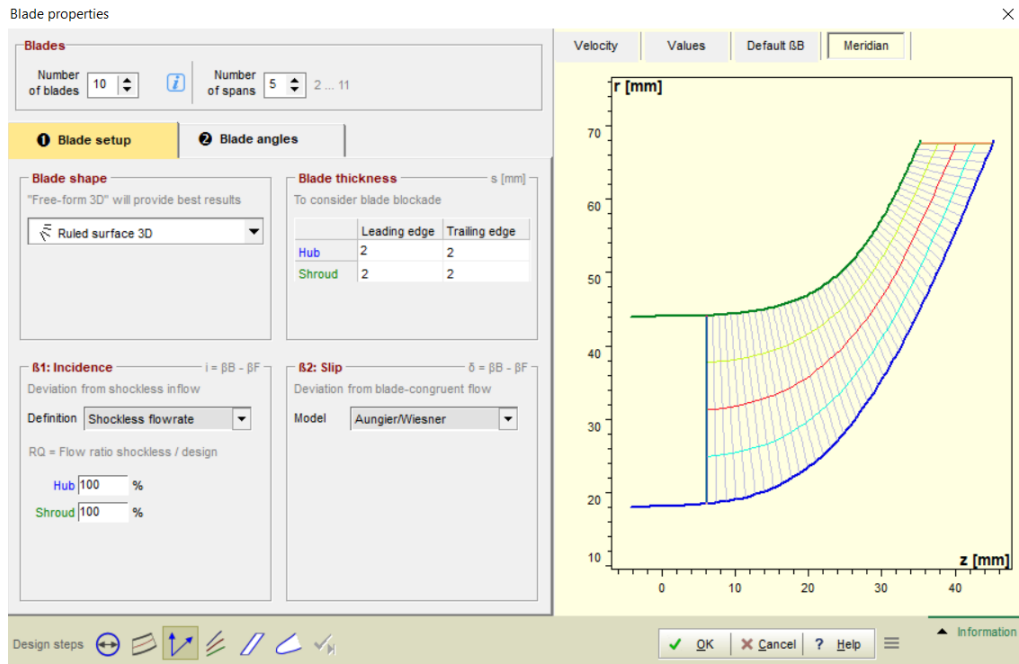 Blade properties
Blades
Number of blades 10
Number of spans 5 2 ... 11
1 Blade setup
2 Blade angles
Blade shape
"Free-form 3D" will provide best results
Ruled surface 3D
Blade thickness s [mm]
To consider blade blockade
Leading edge Trailing edge
Hub 2 2
Shroud 2 2
ß1: Incidence i = βB - βF
Deviation from shockless inflow
Definition Shockless flowrate
RQ = Flow ratio shockless / design
Hub 100 %
Shroud 100 %
ß2: Slip δ = βB - βF
Deviation from blade-congruent flow
Model Aungier/Wiesner
Velocity Values Default ßB Meridian
r [mm]
70
60
50
40
30
20
10
z [mm]
0 10 20 30 40
Design steps
OK Cancel ? Help
Information